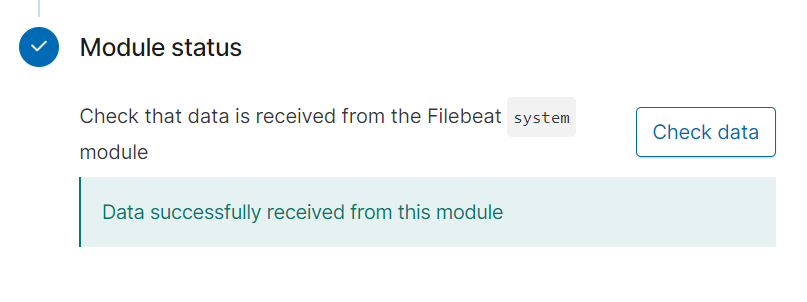 Module status
Check that data is received from the Filebeat system
module
Check data
Data successfully received from this module